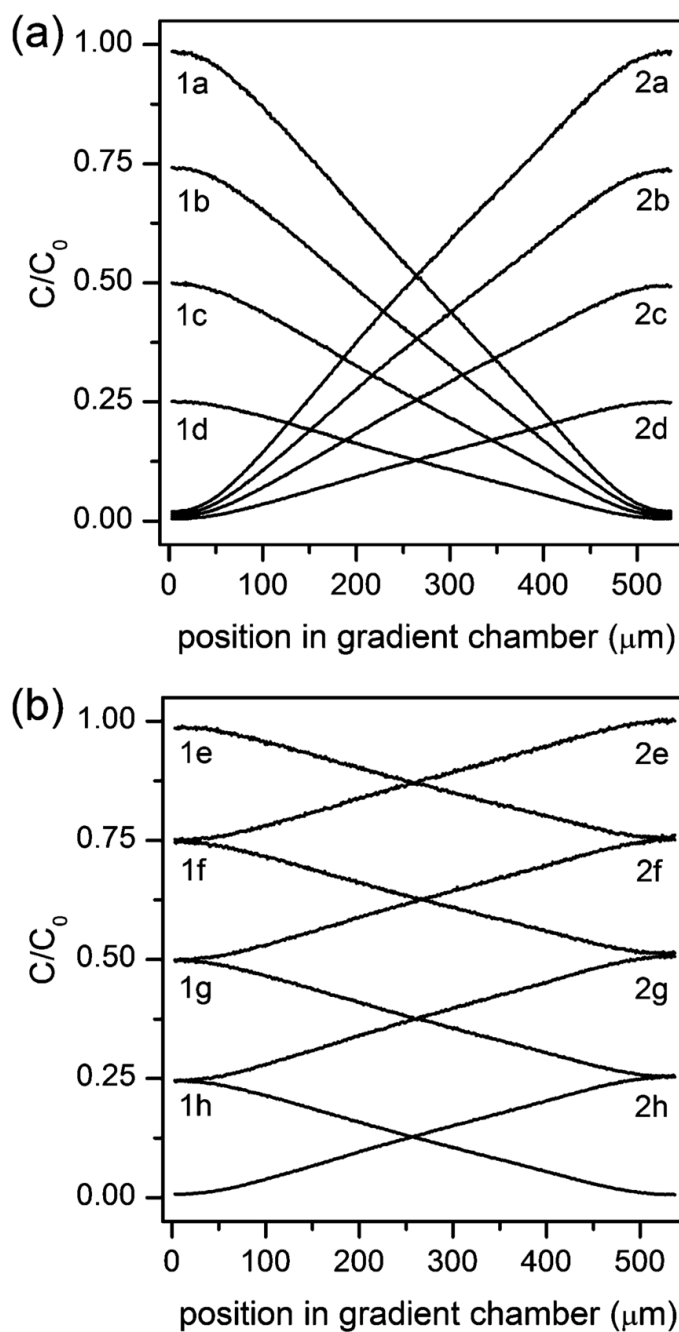 (a)
1.00
1a
2a
0.75
1b
2b
C/C0
0.50
1c
2c
0.25
1d
2d
0.00
0 100 200 300 400 500
position in gradient chamber (μm)
(b)
1.00
1e
2e
0.75
1f
2f
C/C0
0.50
1g
2g
0.25
1h
2h
0.00
0 100 200 300 400 500
position in gradient chamber (μm)